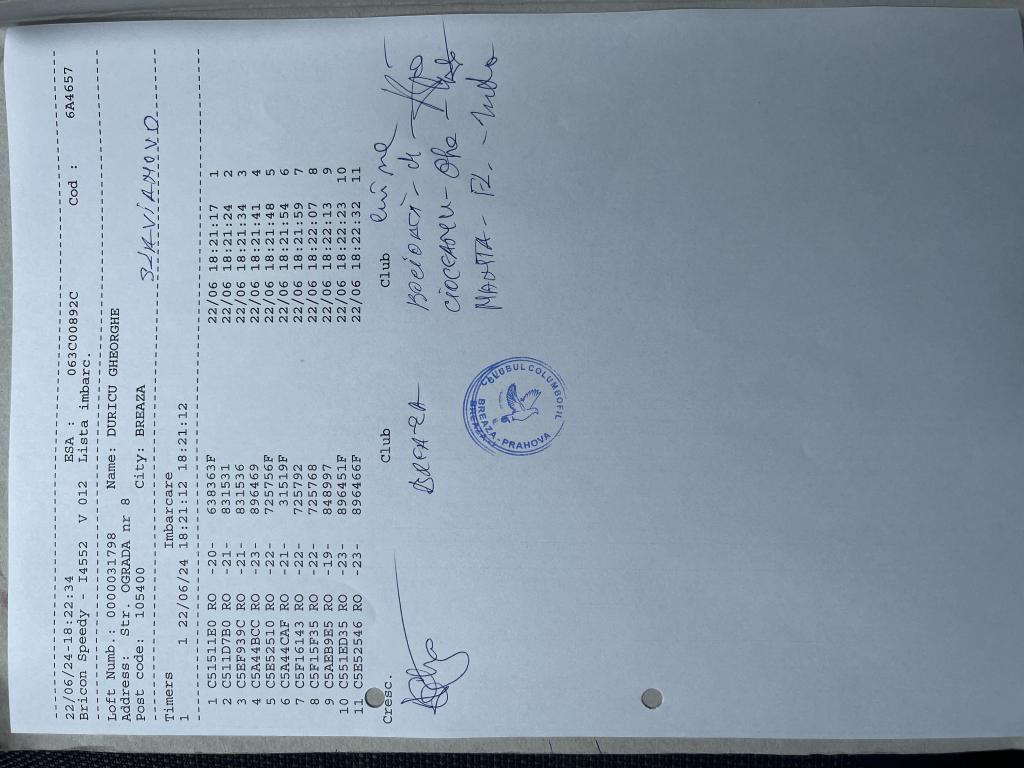 22/06/24-18:22:34 ESA : 063C00892C Cod : 6A4657
Bricon Speedy - I4552 V 012 Lista imbarc.
Loft Numb.: 0000031798 Name: DURICU GHEORGHE
Address: Str. OGRADA nr 8
Post code: 105400 City: BREAZA
Timers Imbarcare
1 1 22/06/24 18:21:12 18:21:12
1 C51511E0 RO -20- 638363F 22/06 18:21:17 1
2 C511D7B0 RO -21- 831531 22/06 18:21:24 2
3 C5EF939C RO -21- 831536 22/06 18:21:34 3
4 C5A44BCC RO -23- 896469 22/06 18:21:41 4
5 C5E52510 RO -22- 725756F 22/06 18:21:48 5
6 C5A44CAF RO -21- 31519F 22/06 18:21:54 6
7 C5F16143 RO -22- 725792 22/06 18:21:59 7
8 C5F15F35 RO -22- 725768 22/06 18:22:07 8
9 C5AEB9E5 RO -19- 848997 22/06 18:22:13 9
10 C551ED35 RO -23- 896451F 22/06 18:22:23 10
11 C5E52546 RO -23- 896466F 22/06 18:22:32 11
Cresc. Club Club
BREAZA
CLUBUL COLUMBOFIL
BREAZA-PRAHOVA
BREAZA